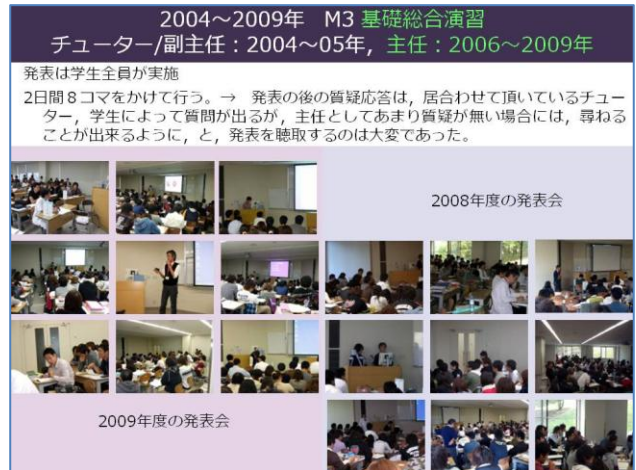 2004～2009年 M3 基礎総合演習
チューター/副主任：2004～05年，主任：2006～2009年
発表は学生全員が実施
2日間８コマをかけて行う。→ 発表の後の質疑応答は，居合わせて頂いているチュー
ター，学生によって質問が出るが，主任としてあまり質疑が無い場合には，尋ねる
ことが出来るように，と，発表を聴取するのは大変であった。
2008年度の発表会
2009年度の発表会